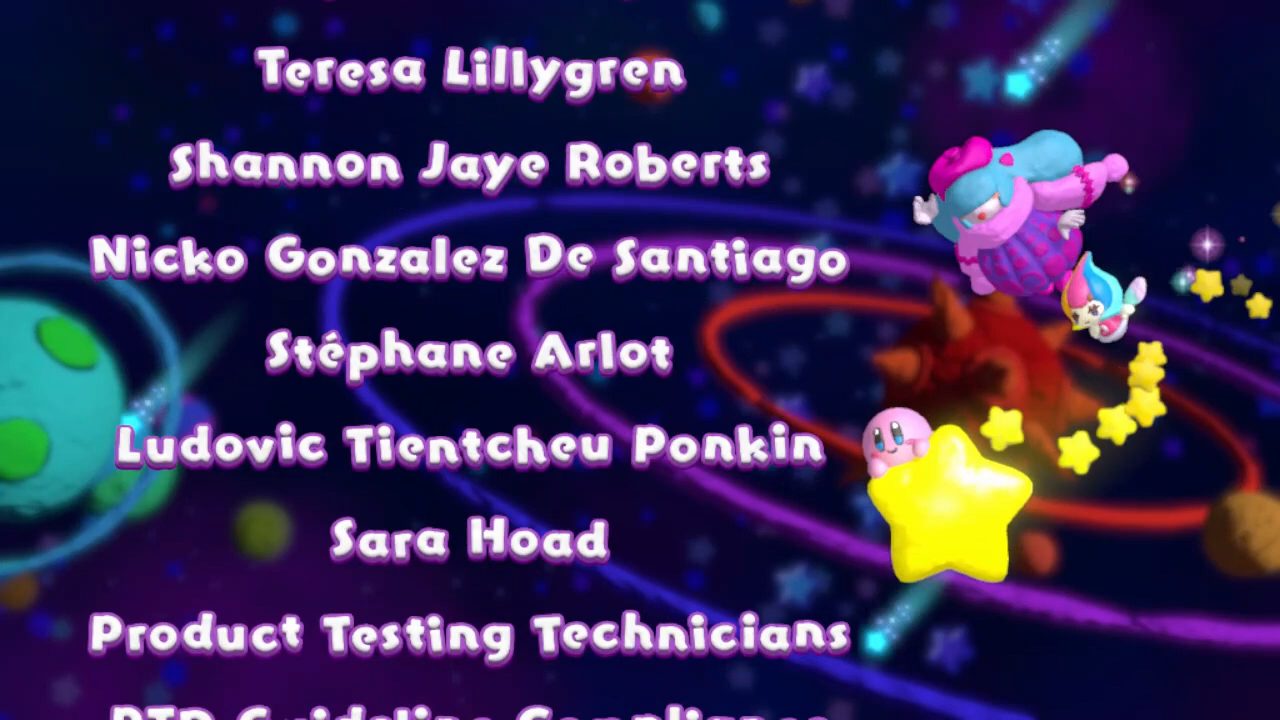 Teresa Lillygren
Shannon Jaye Roberts
Nicko Gonzalez De Santiago
Stéphane Arlot
Ludovic Tientcheu Ponkin
Sara Hoad
Product Testing Technicians